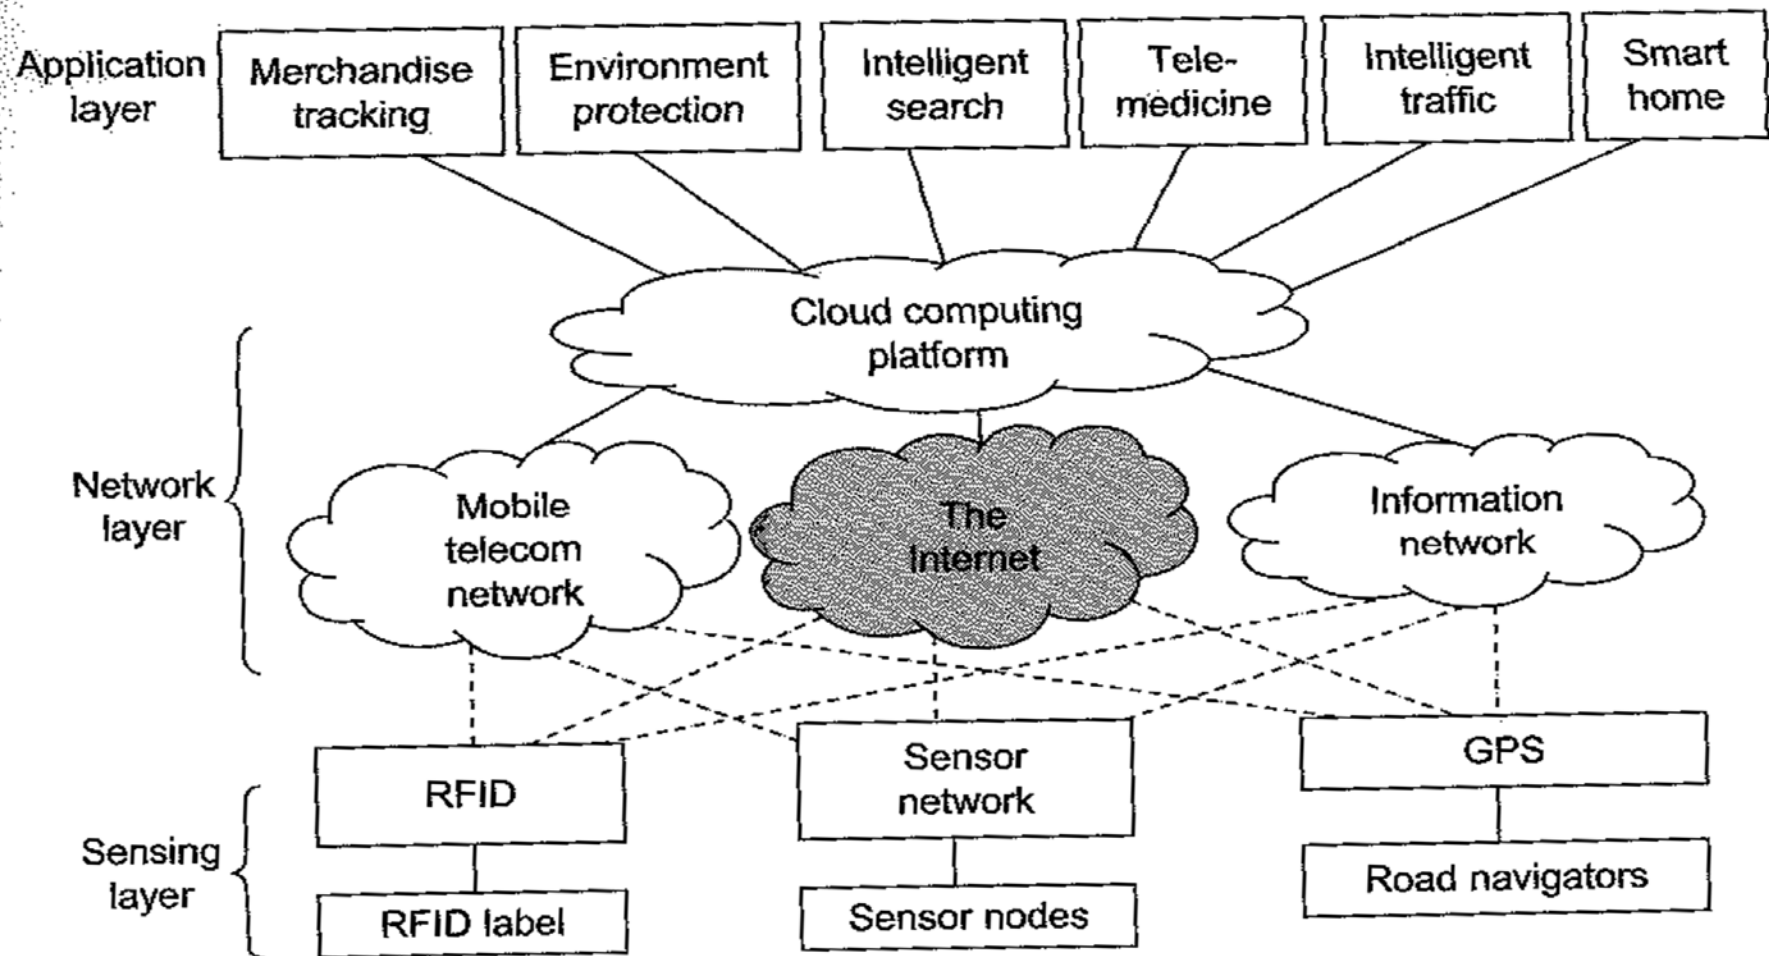 Application
layer
Merchandise
tracking
Environment
protection
Intelligent
search
Tele-
medicine
Intelligent
traffic
Smart
home
Cloud computing
platform
Network
layer
Mobile
telecom
network
The
Internet
Information
network
Sensing
layer
RFID
Sensor
network
GPS
RFID label
Sensor nodes
Road navigators